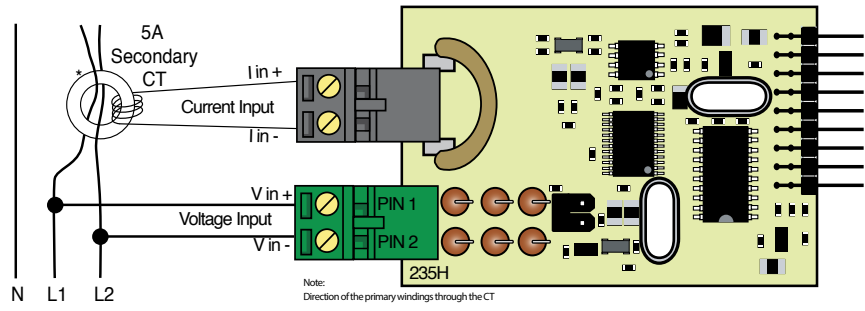 5A
Secondary
CT
*
I in +
Current Input
I in -
V in +
PIN 1
Voltage Input
V in -
PIN 2
235H
Note:
Direction of the primary windings through the CT
N L1 L2